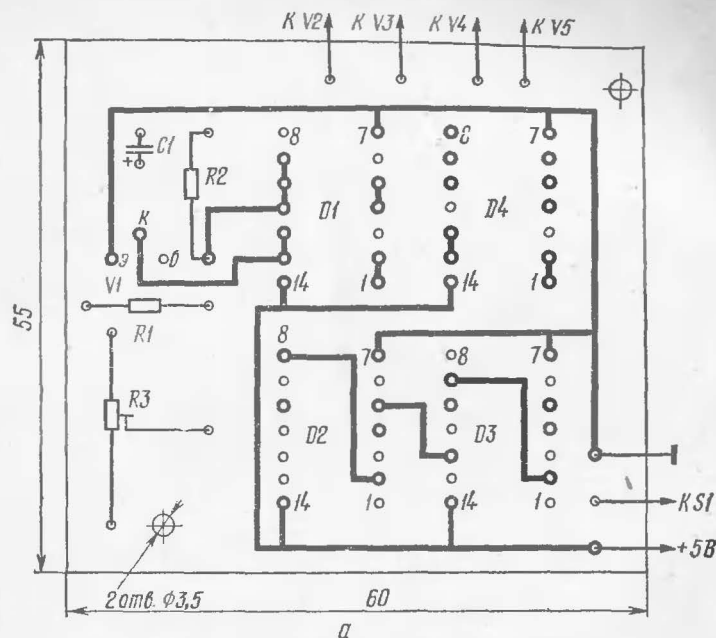 К V2 К V3 К V4 К V5
8 7 8 7
C1
+
R2
К
D1 D4
Э б
V1
14 1 14 1
R1
55
8 7 8 7
R3
D2 D3
14 1 14 1
К S1
+5В
2 отв. Ф3,5
60
а